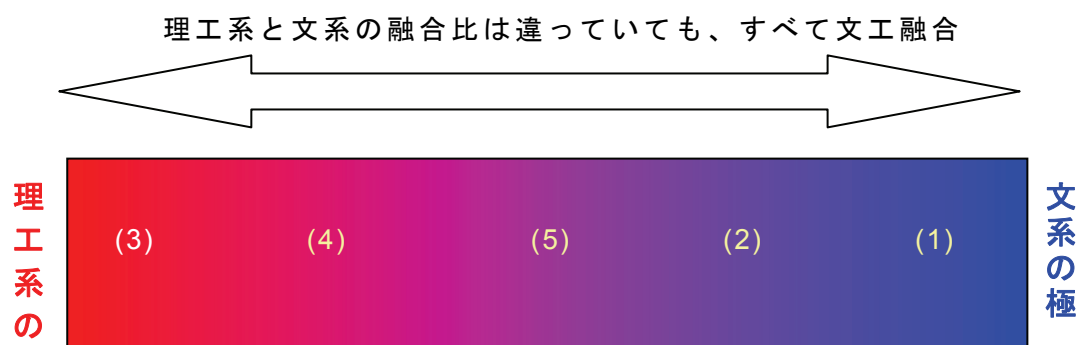 理工系と文系の融合比は違っていても、すべて文工融合
理工系の
(3) (4) (5) (2) (1)
文系の極